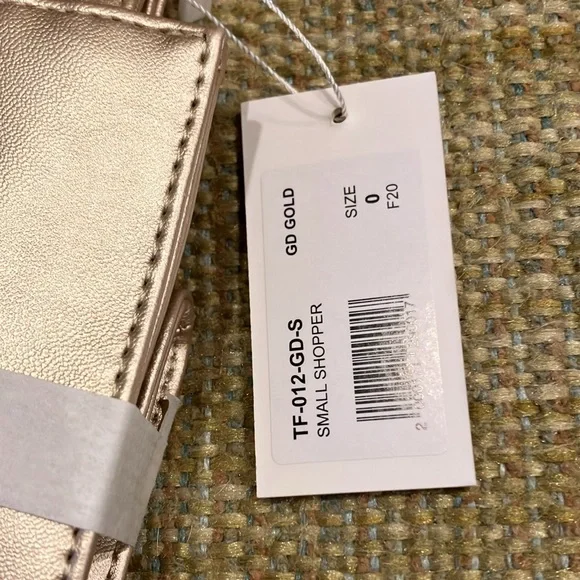 TF-012-GD-S
GD GOLD
SMALL SHOPPER
SIZE
0
F20